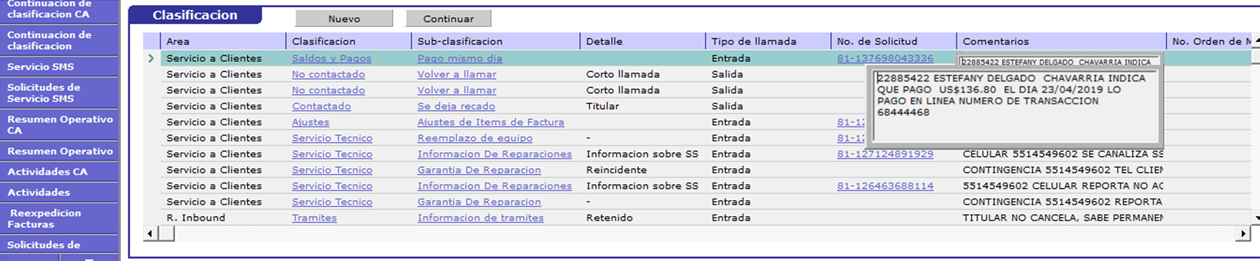 Continuacion de
clasificacion CA
Continuacion de
clasificacion
Servicio SMS
Solicitudes de
Servicio SMS
Resumen Operativo
CA
Resumen Operativo
Actividades CA
Actividades
Reexpedicion
Facturas
Solicitudes de
Clasificacion Nuevo Continuar
Area Clasificacion Sub-clasificacion Detalle Tipo de llamada No. de Solicitud Comentarios No. Orden de M
Servicio a Clientes Saldos y Pagos Pago mismo dia Entrada 81-137698043336 22885422 ESTEFANY DELGADO CHAVARRIA INDICA
Servicio a Clientes No contactado Volver a llamar Corto llamada Salida
Servicio a Clientes No contactado Volver a llamar Corto llamada Salida
Servicio a Clientes Contactado Se deja recado Titular Salida
Servicio a Clientes Ajustes Ajustes de Items de Factura Entrada 81-12
Servicio a Clientes Servicio Tecnico Reemplazo de equipo - Entrada 81-12
Servicio a Clientes Servicio Tecnico Informacion De Reparaciones Informacion sobre SS Entrada 81-127124891929 CELULAR 5514549602 SE CANALIZA SS
Servicio a Clientes Servicio Tecnico Garantia De Reparacion Reincidente Entrada CONTINGENCIA 5514549602 TEL CLIEN
Servicio a Clientes Servicio Tecnico Informacion De Reparaciones Informacion sobre SS Entrada 81-126463688114 5514549602 CELULAR REPORTA NO AC
Servicio a Clientes Servicio Tecnico Garantia De Reparacion - Entrada CONTINGENCIA 5514549602 REPORTA
R. Inbound Tramites Informacion de tramites Retenido Entrada TITULAR NO CANCELA, SABE PERMANEN
22885422 ESTEFANY DELGADO CHAVARRIA INDICA
QUE PAGO US$136.80 EL DIA 23/04/2019 LO
PAGO EN LINEA NUMERO DE TRANSACCION
68444468